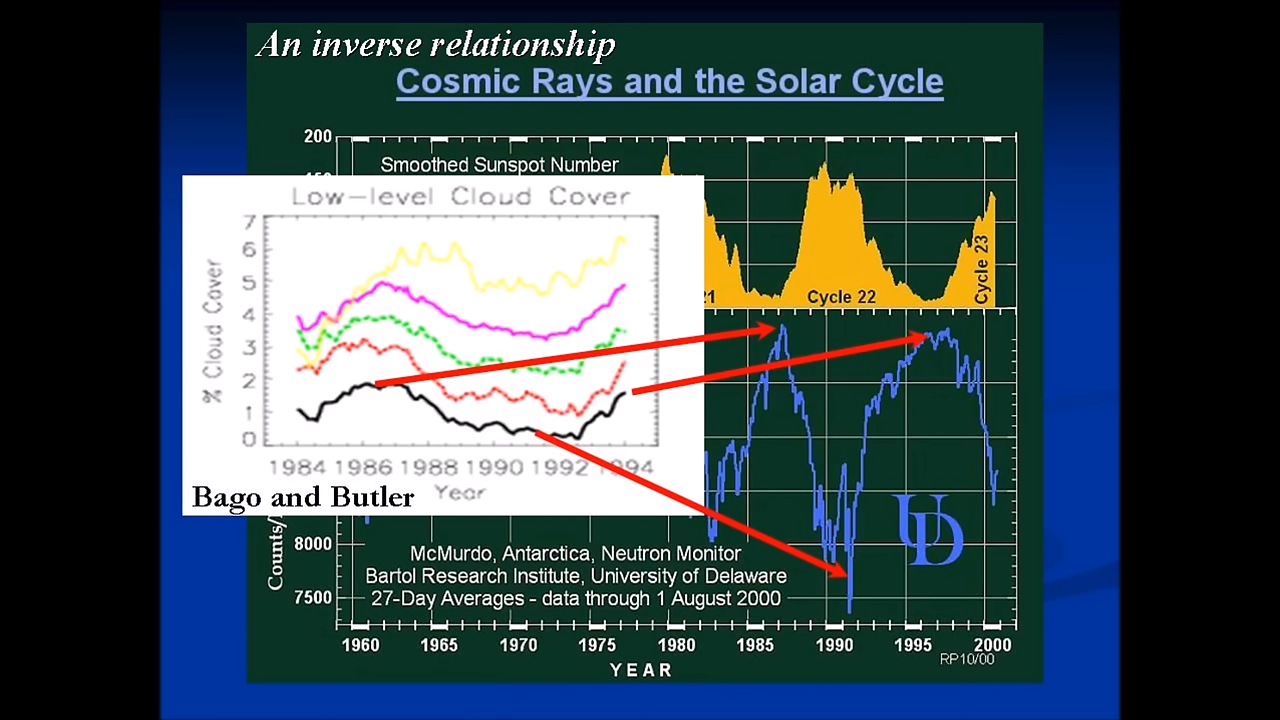 An inverse relationship
Cosmic Rays and the Solar Cycle
200
Smoothed Sunspot Number
Low-level Cloud Cover
7
6
5
4
3
2
1
0
% Cloud Cover
1984 1986 1988 1990 1992 1994
Year
Bago and Butler
21
Cycle 22
Cycle 23
UD
Counts/
8000
7500
McMurdo, Antarctica, Neutron Monitor
Bartol Research Institute, University of Delaware
27-Day Averages - data through 1 August 2000
1960 1965 1970 1975 1980 1985 1990 1995 2000
YEAR
RP10/00